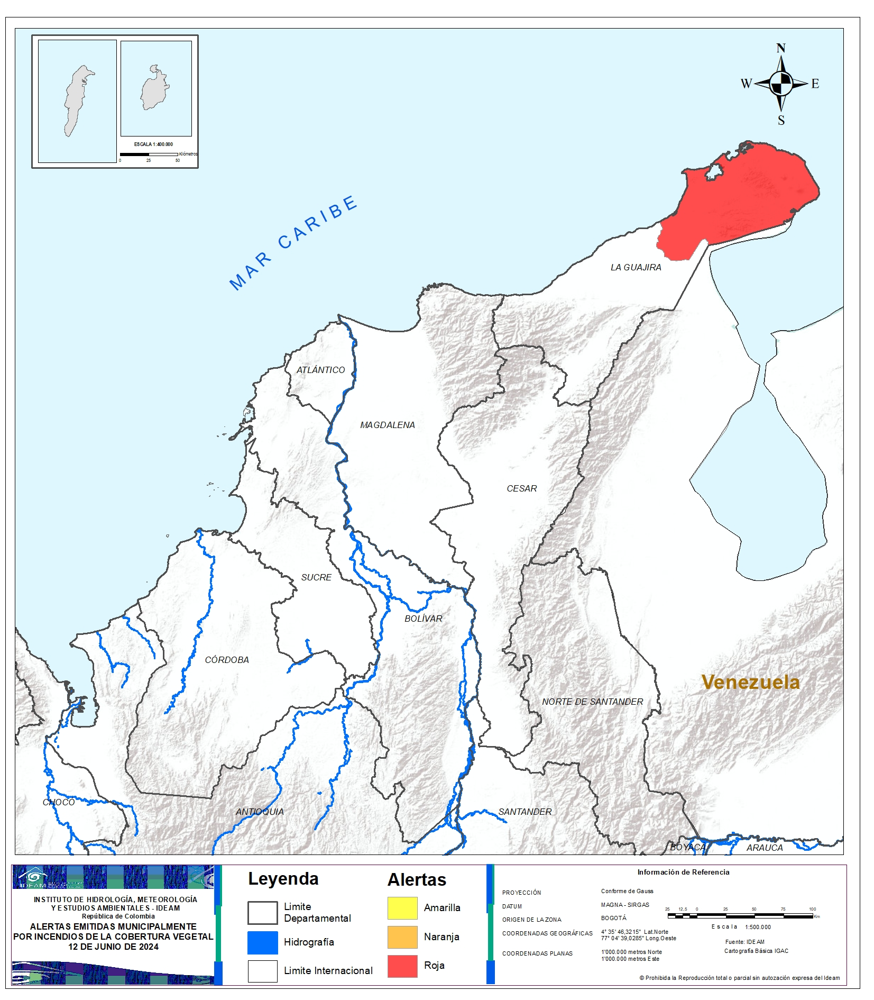 N
W
E
S
ESCALA 1:400.000
Kilómetros
0 25 50
MAR CARIBE
LA GUAJIRA
ATLÁNTICO
MAGDALENA
CESAR
SUCRE
BOLÍVAR
CÓRDOBA
Venezuela
NORTE DE SANTANDER
CHOCÓ
ANTIOQUIA
SANTANDER
BOYACÁ
ARAUCA
IDEAM
INSTITUTO DE HIDROLOGÍA, METEOROLOGÍA
Y ESTUDIOS AMBIENTALES - IDEAM
República de Colombia
ALERTAS EMITIDAS MUNICIPALMENTE
POR INCENDIOS DE LA COBERTURA VEGETAL
12 DE JUNIO DE 2024
Leyenda
Limite
Departamental
Hidrografía
Limite Internacional
Alertas
Amarilla
Naranja
Roja
Información de Referencia
PROYECCIÓN Conforme de Gauss
DATUM MAGNA - SIRGAS
ORIGEN DE LA ZONA BOGOTÁ
COORDENADAS GEOGRÁFICAS 4° 35' 46,3215" Lat.Norte
77° 04' 39,0285" Long.Oeste
COORDENADAS PLANAS 1'000.000 metros Norte
1'000.000 metros Este
25 12,5 0 25 50 75 100
Km
Escala 1:500.000
Fuente: IDEAM
Cartografía Básica IGAC
© Prohibida la Reproducción total o parcial sin autozación expresa del Ideam